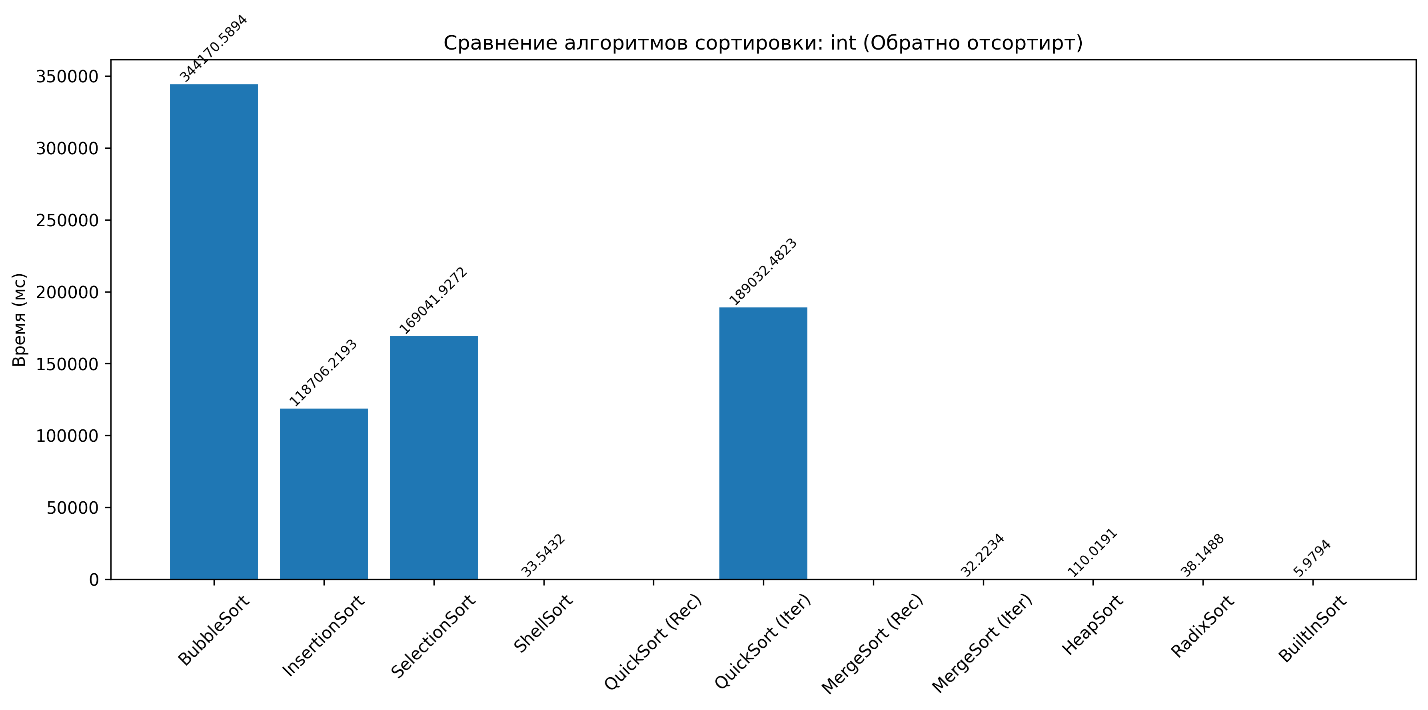 Сравнение алгоритмов сортировки: int (Обратно отсортирт)
Время (мс)
350000
300000
250000
200000
150000
100000
50000
0
344170.5894
118706.2193
169041.9272
33.5432
189032.4823
32.2234
110.0191
38.1488
5.9794
BubbleSort
InsertionSort
SelectionSort
ShellSort
QuickSort (Rec)
QuickSort (Iter)
MergeSort (Rec)
MergeSort (Iter)
HeapSort
RadixSort
BuiltInSort